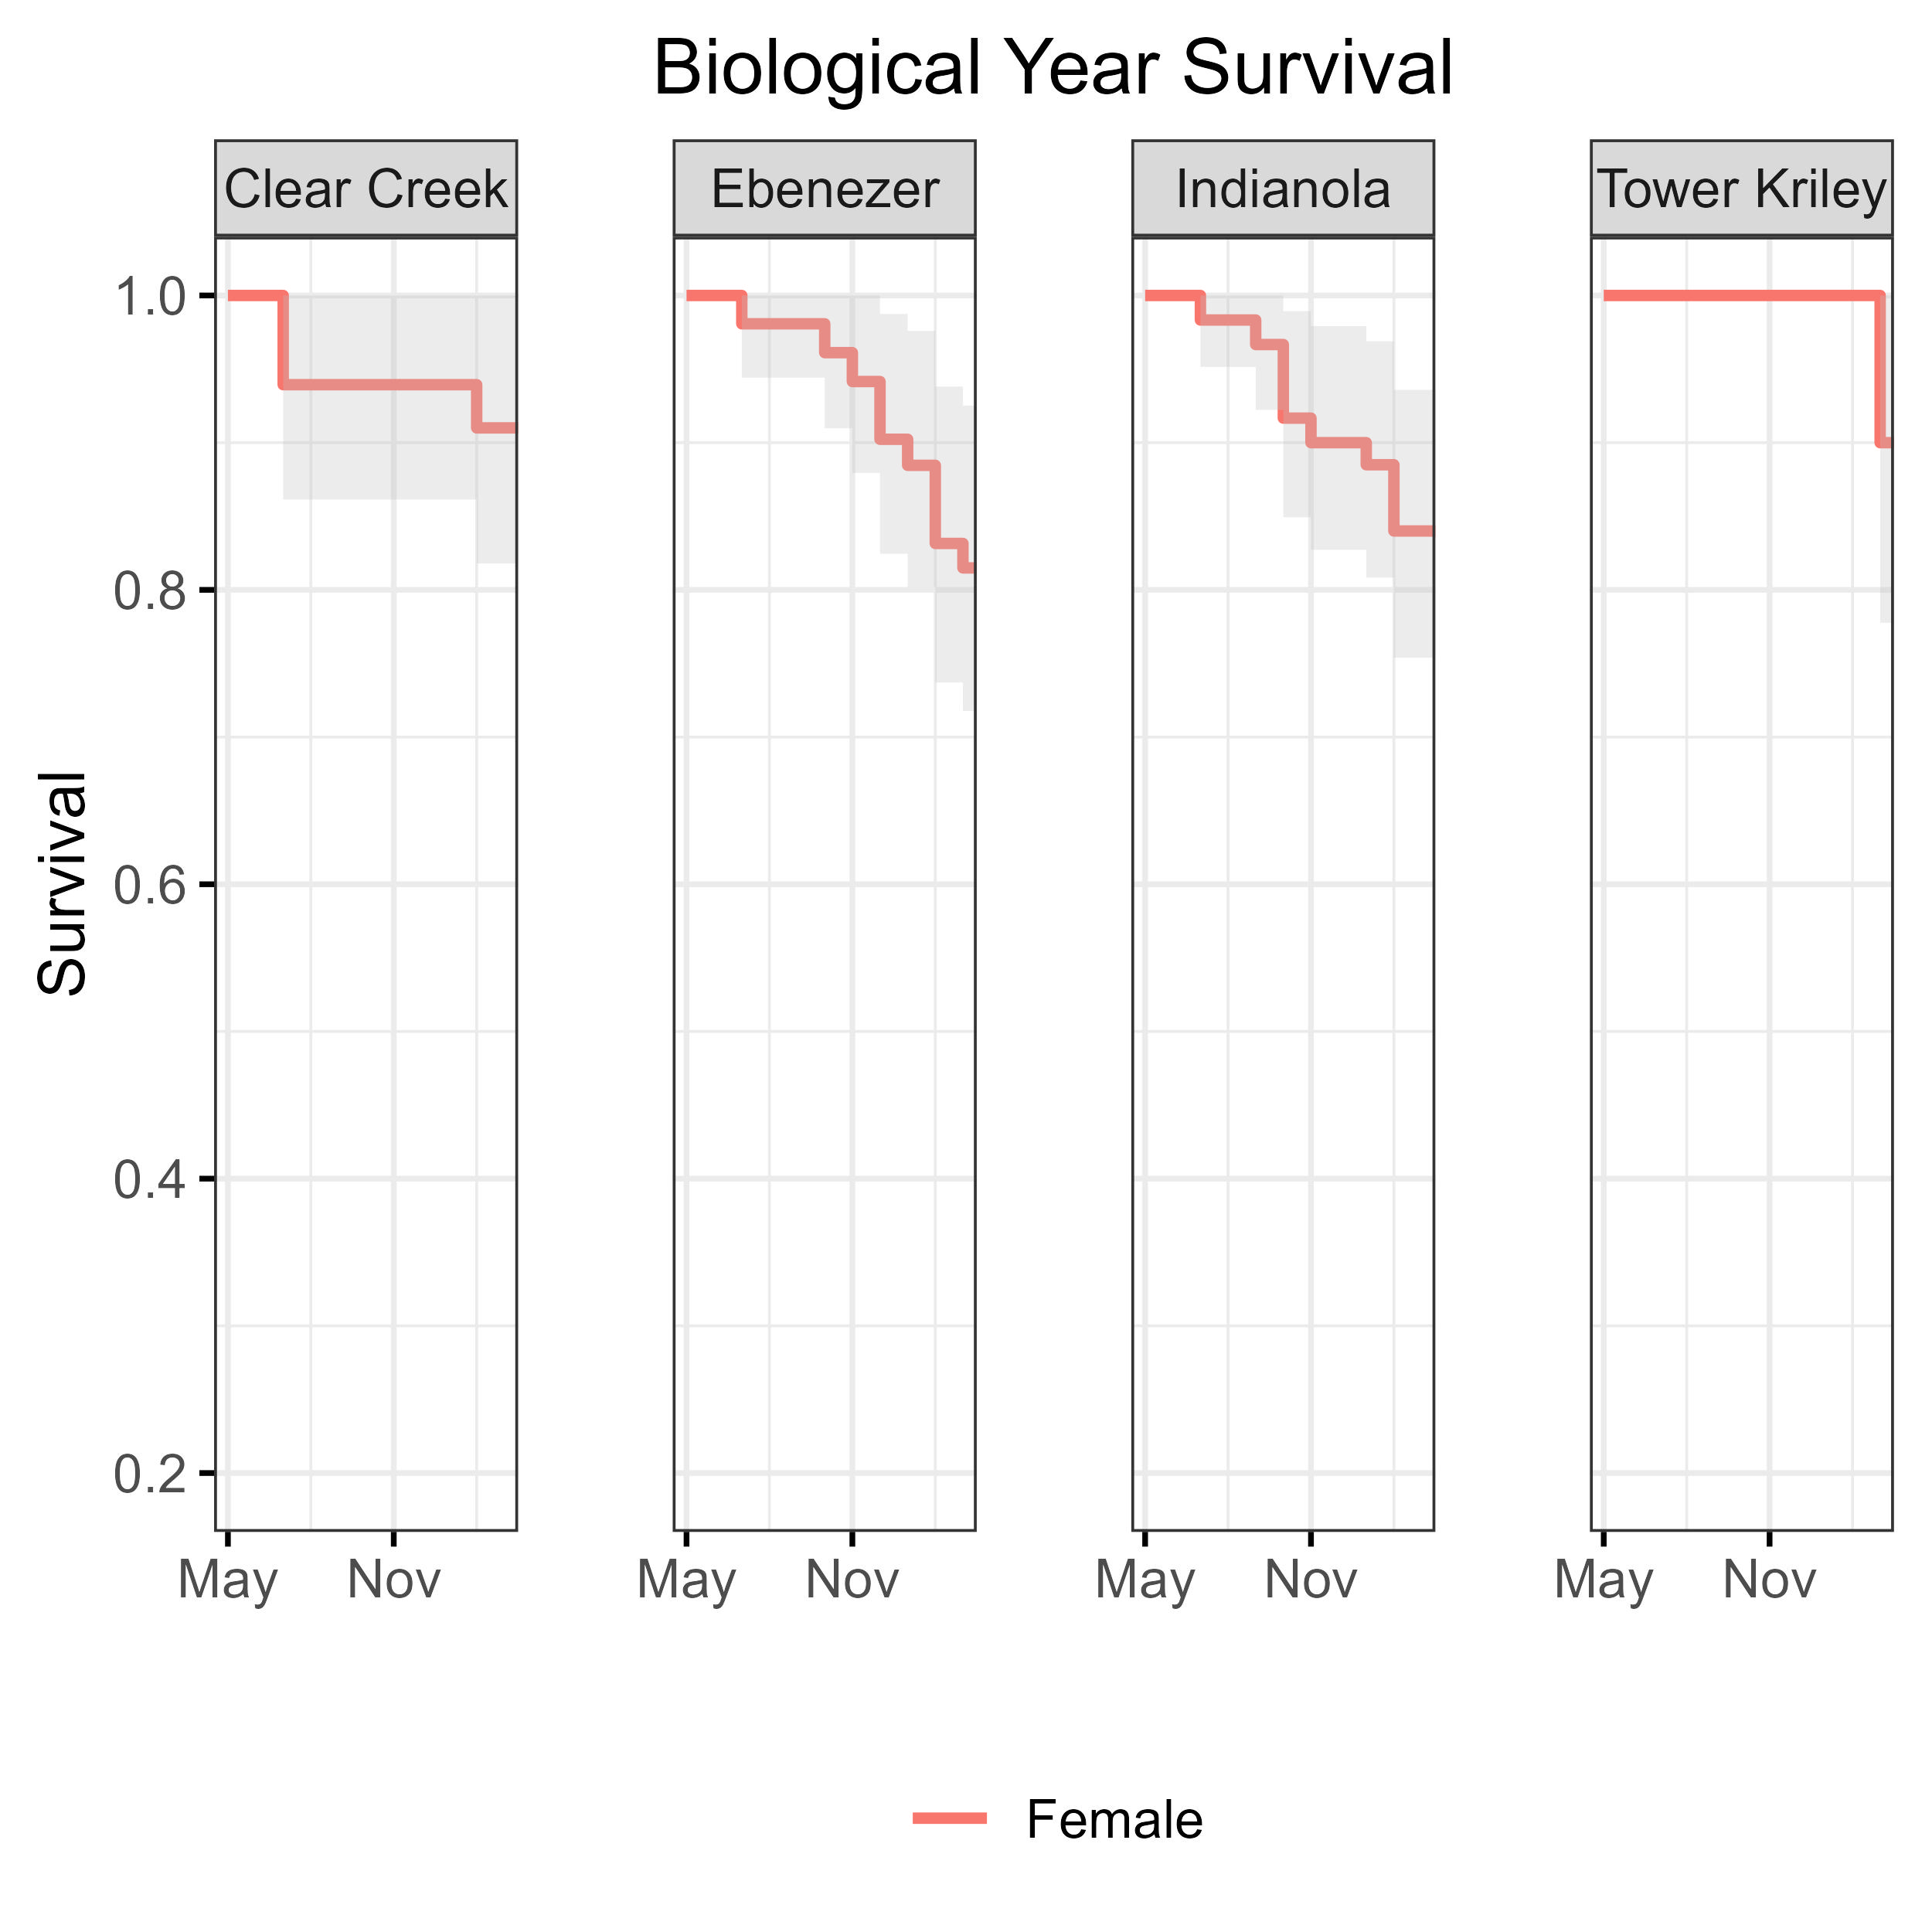 Biological Year Survival
Clear Creek Ebenezer Indianola Tower Kriley
1.0
0.8
0.6
0.4
0.2
Survival
May Nov May Nov May Nov May Nov
Female